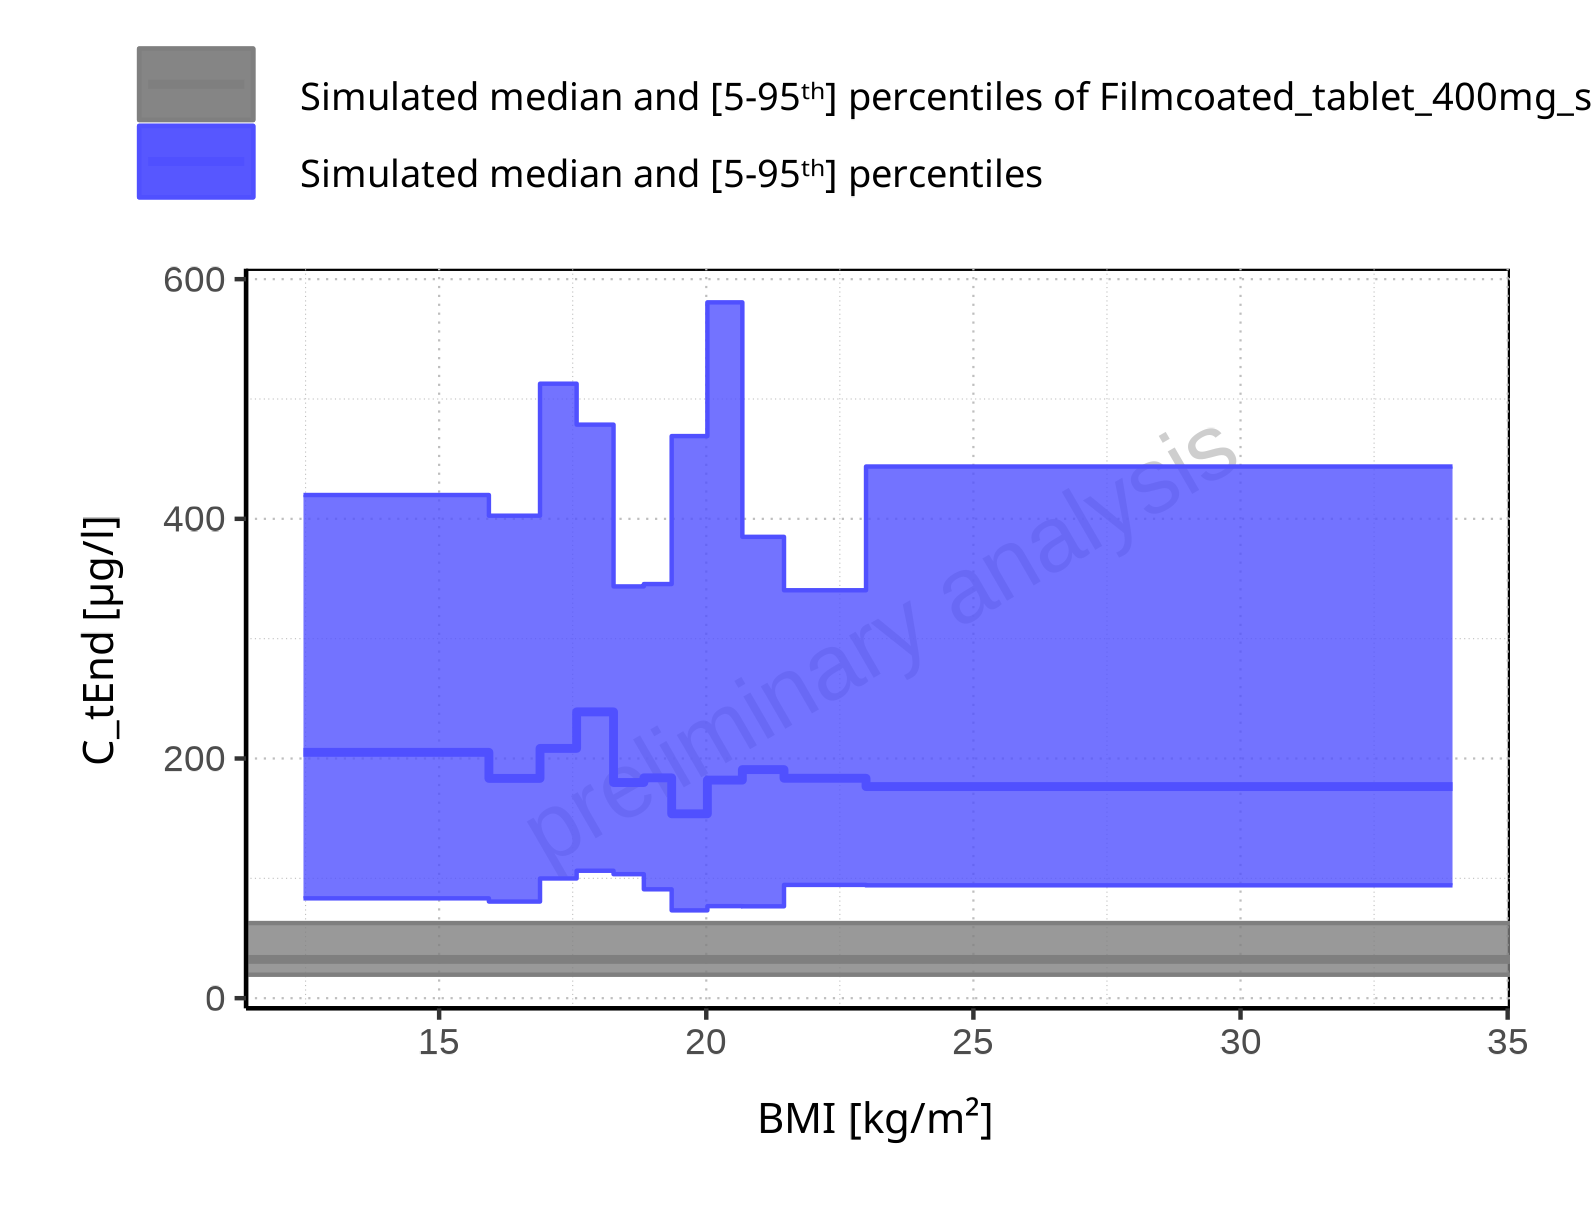 Simulated median and [5-95ᵗʰ] percentiles of Filmcoated_tablet_400mg_s
Simulated median and [5-95ᵗʰ] percentiles
600
400
200
0
C_tEnd [µg/l]
preliminary analysis
15 20 25 30 35
BMI [kg/m²]